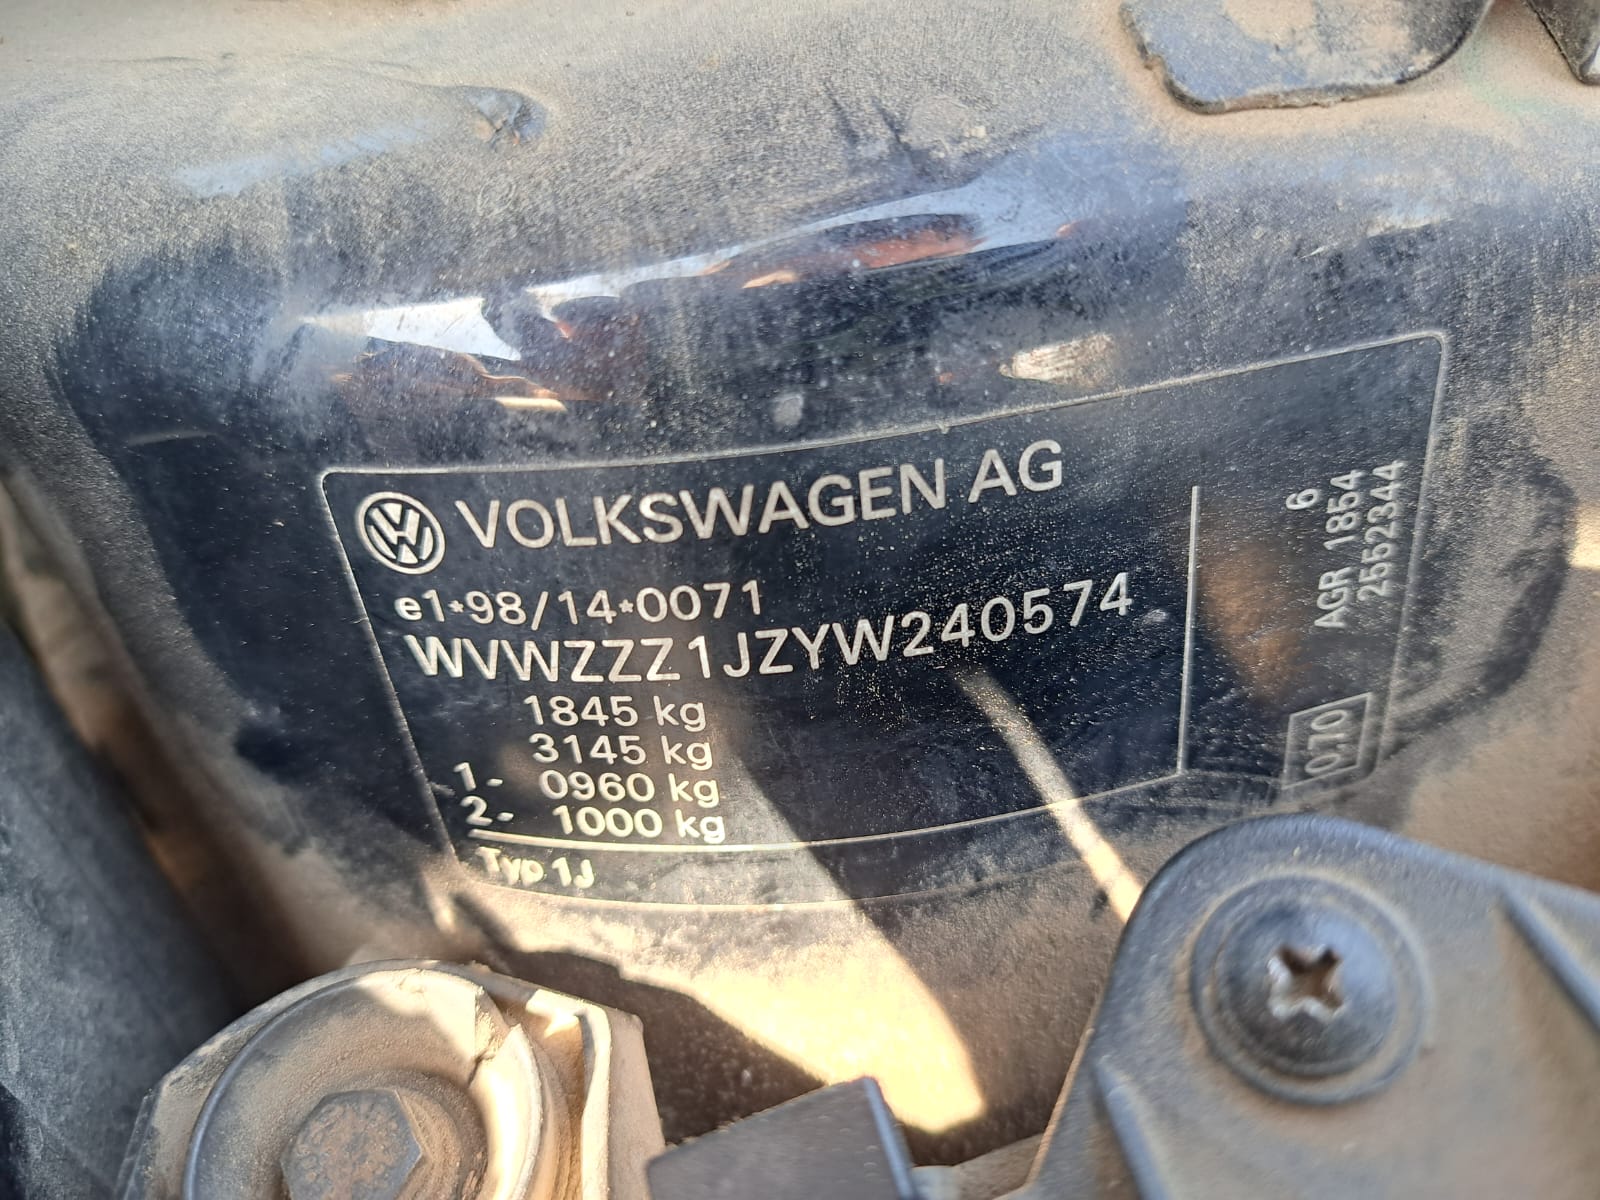 VOLKSWAGEN AG
e1*98/14*0071
WVWZZZ1JZYW240574
1845 kg
3145 kg
1- 0960 kg
2- 1000 kg
Typ 1J
6
AGR 1854
2552344
0.70